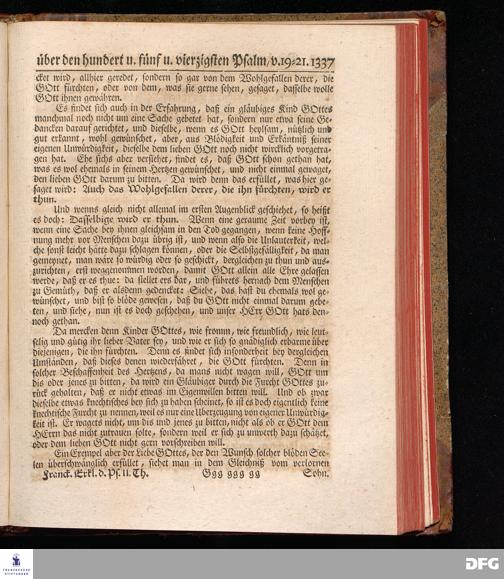 über den hundert u. fünf u. vierzigsten Psalm/v.19-21. 1337
cket wird, allhier geredet, sondern so gar von dem Wohlgefallen derer, die
GOtt fürchten, oder von dem, was sie gerne sehen, gesaget, dasselbe wolle
GOtt ihnen gewähren.
Es findet sich auch in der Erfahrung, daß ein gläubiges Kind GOttes
manchmal noch nicht um eine Sache gebetet hat, sondern nur etwa seine Ge-
dancken darauf gerichtet, und dieselbe, wenn es GOtt heylsam, nützlich und
gut erkannt, wohl gewünschet, aber, aus Blödigkeit und Erkäntniß seiner
eigenen Unwürdigkeit, dieselbe dem lieben GOtt noch nicht wircklich vorgetra-
gen hat. Ehe sichs aber versiehet, findet es, daß GOtt schon gethan hat,
was es wol ehemals in seinem Hertzen gewünschet, und nicht einmal gewaget,
den lieben GOtt darum zu bitten. Da wird denn das erfüllet, was hier ge-
saget wird: Auch das Wohlgefallen derer, die ihn fürchten, wird er
thun.
Und wenns gleich nicht allemal im ersten Augenblick geschiehet, so heißt
es doch: Dasselbige wird er thun. Wenn eine geraume Zeit vorbey ist,
wenn eine Sache bey ihnen gleichsam in den Tod gegangen, wenn keine Hoff-
nung mehr vor Menschen dazu übrig ist, und wenn also die Unlauterkeit, wel-
che sonst leicht hätte dazu schlagen können, oder die Selbstgefälligkeit, da man
gemeynet, man wäre so würdig oder so geschickt, dergleichen zu thun und aus-
zurichten, erst weggenommen worden, damit GOtt allein alle Ehre gelassen
werde, daß er es thue: da stellet ers dar, und führets hernach dem Menschen
zu Gemüth, daß er alsdenn gedencket: Siehe, das hast du ehemals wol ge-
wünschet, und bist so blöde gewesen, daß du GOtt nicht einmal darum gebe-
ten, und siehe, nun ist es doch geschehen, und unser HErr GOtt hats den-
noch gethan.
Da mercken denn Kinder GOttes, wie fromm, wie freundlich, wie leut-
selig und gütig ihr lieber Vater sey, und wie er sich so gnädiglich erbarme über
diejenigen, die ihn fürchten. Denn es findet sich insonderheit bey dergleichen
Umständen, daß dieses denen wiederfähret, die GOtt fürchten. Denn in
solcher Beschaffenheit des Hertzens, da mans nicht wagen will, GOtt um
dis oder jenes zu bitten, da wird ein Gläubiger durch die Furcht GOttes zu-
rück gehalten, daß er nicht etwas im Eigenwillen bitten will. Und ob zwar
dieselbe etwas knechtisches bey sich zu haben scheinet, so ist es doch eigentlich keine
knechtische Furcht zu nennen, weil es nur eine Uberzeugung von eigener Unwürdig-
keit ist. Er wagets nicht, um dis und jenes zu bitten, nicht als ob er GOtt dem
HErrn das nicht zutrauen solte, sondern weil er sich zu unwerth dazu schätzet,
oder dem lieben GOtt nicht gern vorschreiben will.
Ein Exempel aber der Liebe GOttes, der den Wunsch solcher blöden See-
len überschwänglich erfüllet, siehet man in dem Gleichniß vom verlornen
Franck. Erkl. d. Ps. II. Th. Ggg ggg gg Sohn.
FRANCKESCHE
STIFTUNGEN
DFG